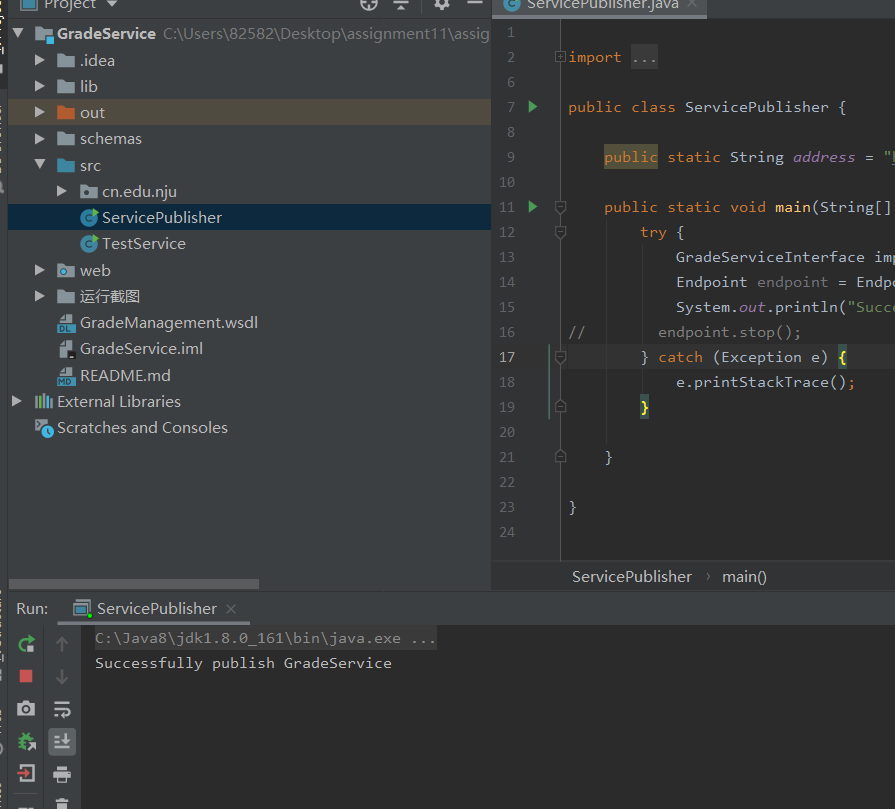 Project
GradeService C:\Users\82582\Desktop\assignment11\assig
.idea
lib
out
schemas
src
cn.edu.nju
ServicePublisher
TestService
web
运行截图
GradeManagement.wsdl
GradeService.iml
README.md
External Libraries
Scratches and Consoles
ServicePublisher.java
1
2 import ...
6
7 public class ServicePublisher {
8
9 public static String address = "
10
11 public static void main(String[]
12 try {
13 GradeServiceInterface imp
14 Endpoint endpoint = Endpo
15 System.out.println("Succe
16 // endpoint.stop();
17 } catch (Exception e) {
18 e.printStackTrace();
19 }
20
21 }
22
23 }
24
ServicePublisher › main()
Run: ServicePublisher
C:\Java8\jdk1.8.0_161\bin\java.exe ...
Successfully publish GradeService